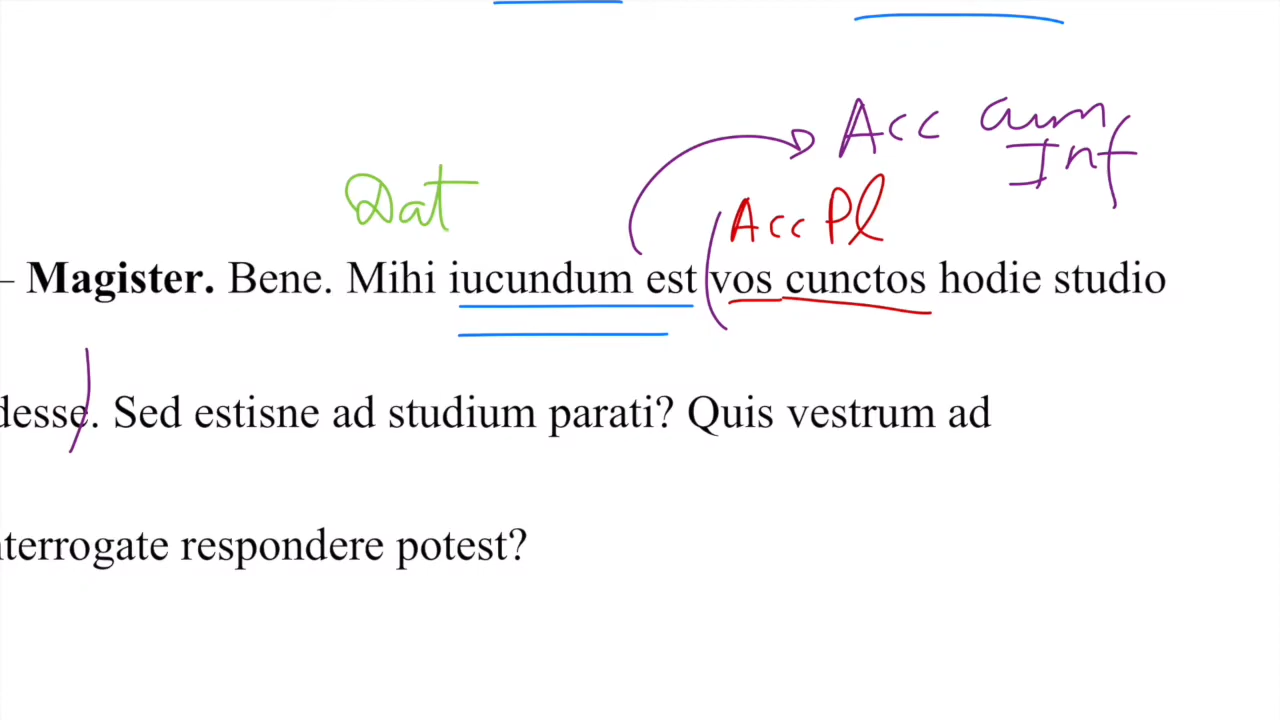 Acc cum
Inf
Dat
Acc Pl
– Magister. Bene. Mihi iucundum est vos cunctos hodie studio
desse. Sed estisne ad studium parati? Quis vestrum ad
nterrogate respondere potest?